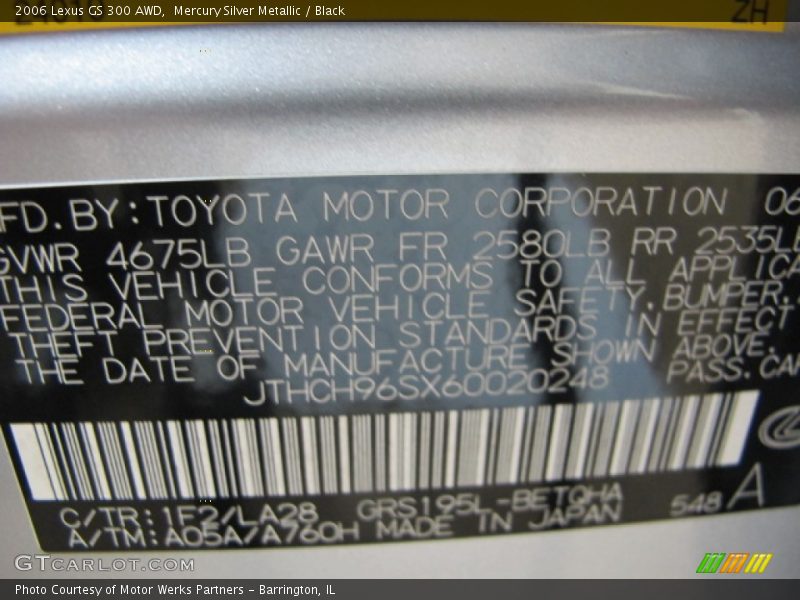 2006 Lexus GS 300 AWD, Mercury Silver Metallic / Black
ZH
FD. BY: TOYOTA MOTOR CORPORATION 06
GVWR 4675LB GAWR FR 2580LB RR 2535LB
THIS VEHICLE CONFORMS TO ALL APPLICA
FEDERAL MOTOR VEHICLE SAFETY, BUMPER,
THEFT PREVENTION STANDARDS IN EFFECT
THE DATE OF MANUFACTURE SHOWN ABOVE.
JTHCH96SX60020248 PASS. CAR
C/TR: 1F2/LA28 GRS195L-BETQHA
A/TM: A05A/A760H MADE IN JAPAN 548 A
GTCARLOT.COM
Photo Courtesy of Motor Werks Partners - Barrington, IL